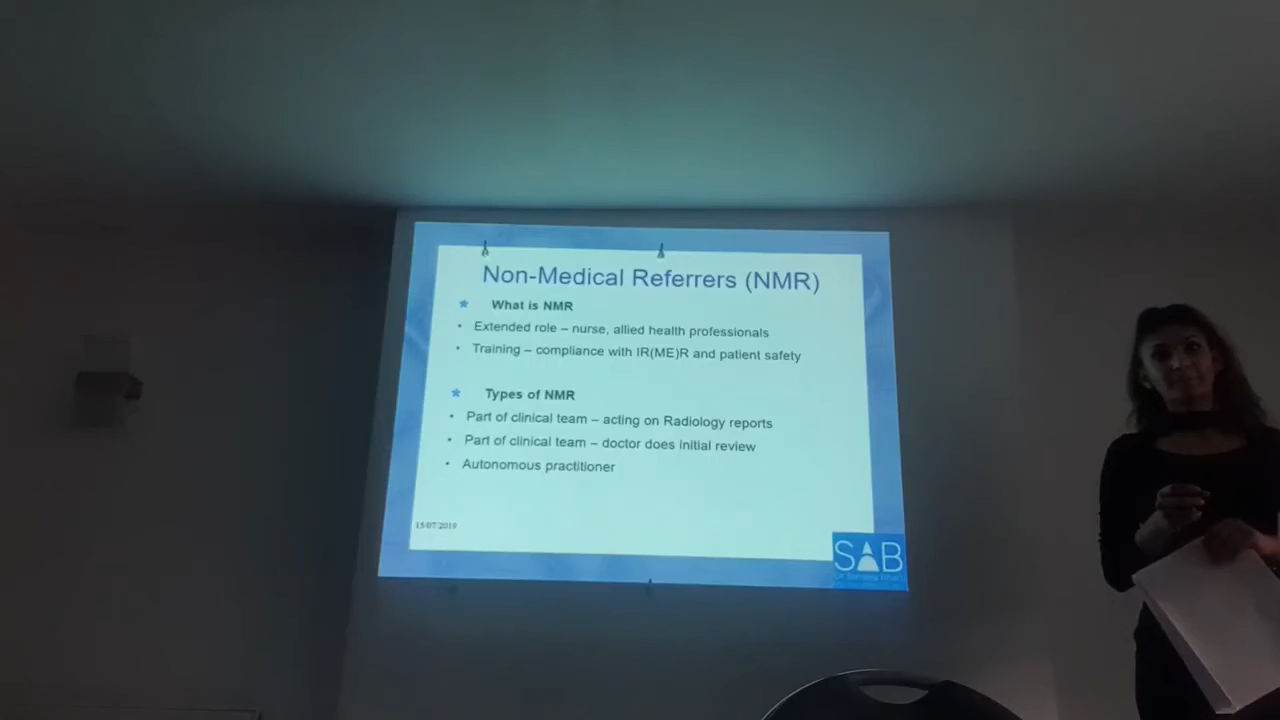 Non-Medical Referrers (NMR)
What is NMR
• Extended role – nurse, allied health professionals
• Training – compliance with IR(ME)R and patient safety
Types of NMR
• Part of clinical team – acting on Radiology reports
• Part of clinical team – doctor does initial review
• Autonomous practitioner
15/07/2019
SAB